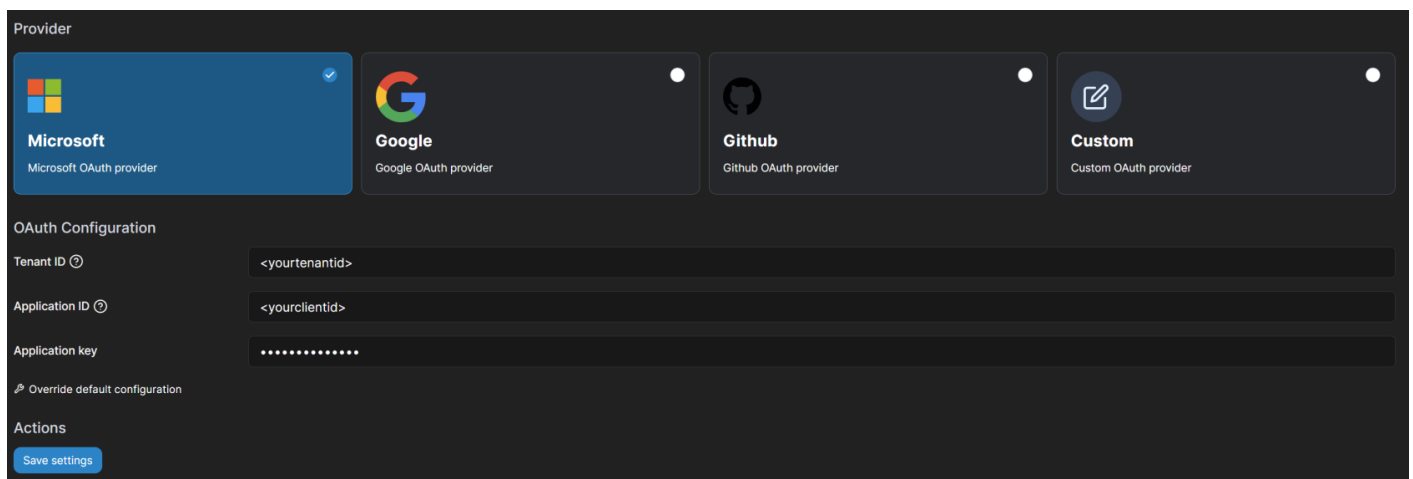 Provider
Microsoft
Microsoft OAuth provider
Google
Google OAuth provider
Github
Github OAuth provider
Custom
Custom OAuth provider
OAuth Configuration
Tenant ID
<yourtenantid>
Application ID
<yourclientid>
Application key
••••••••••••••
Override default configuration
Actions
Save settings